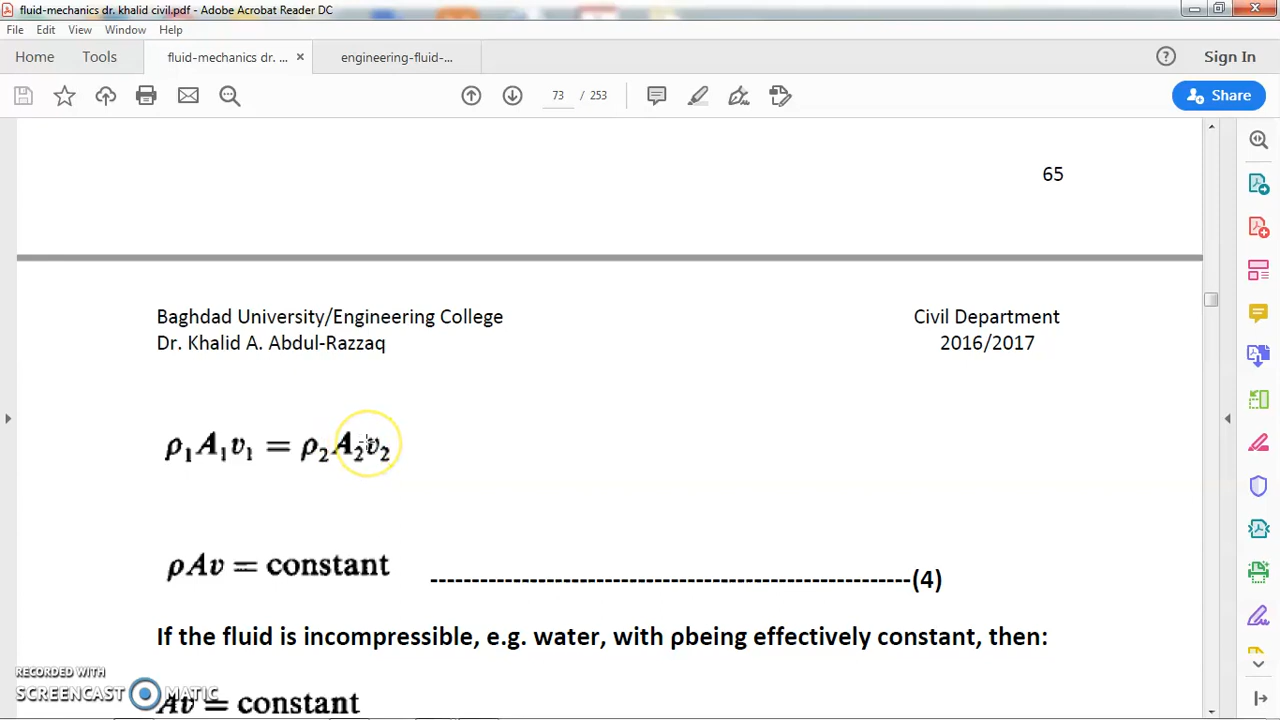 fluid-mechanics dr. khalid civil.pdf - Adobe Acrobat Reader DC
File Edit View Window Help
Home Tools fluid-mechanics dr. ... × engineering-fluid-... Sign In
73 / 253 Share
65
Baghdad University/Engineering College Civil Department
Dr. Khalid A. Abdul-Razzaq 2016/2017
ρ₁A₁v₁ = ρ₂A₂v₂
ρAv = constant ------------------------------------------------------(4)
If the fluid is incompressible, e.g. water, with ρbeing effectively constant, then:
Av = constant
RECORDED WITH
SCREENCAST MATIC